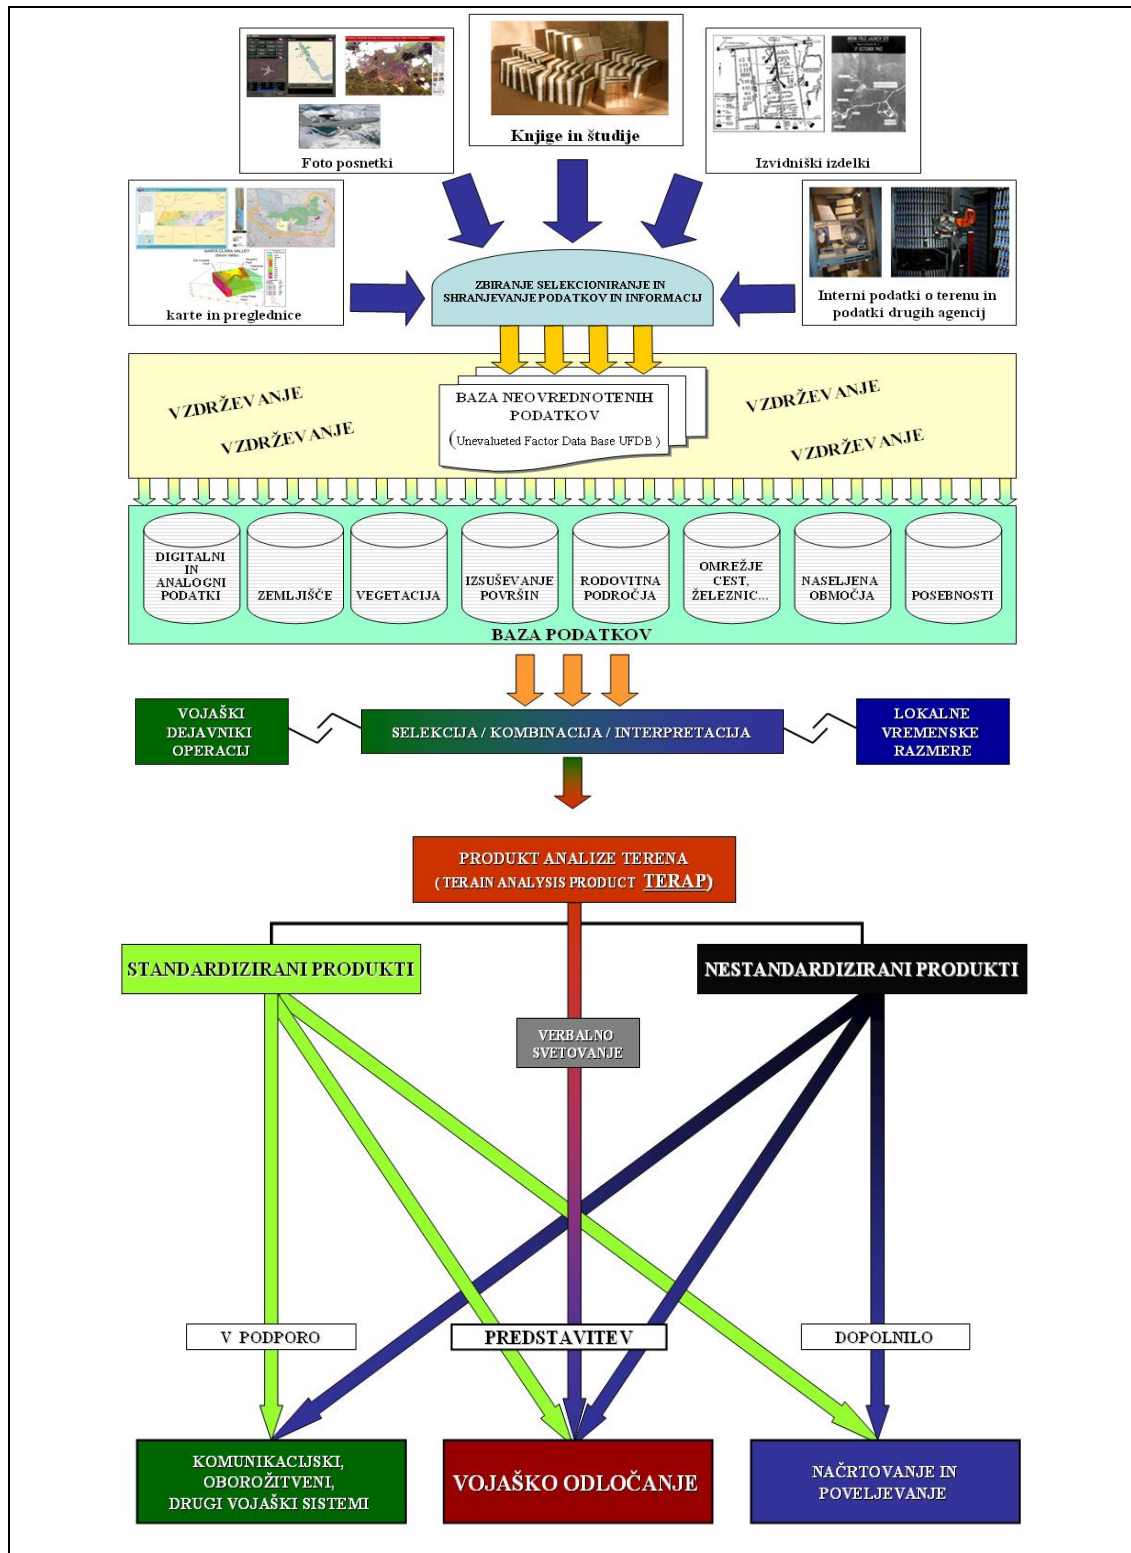 Foto posnetki
Knjige in študije
Izvidniški izdelki
karte in preglednice
SANTA CLARA VALLEY
Interni podatki o terenu in
podatki drugih agencij
ZBIRANJE SELEKCIONIRANJE IN
SHRANJEVANJE PODATKOV IN INFORMACIJ
VZDRŽEVANJE
VZDRŽEVANJE
BAZA NEOVREDNOTENIH
PODATKOV
(Unevalueted Factor Data Base UFDB )
VZDRŽEVANJE
VZDRŽEVANJE
DIGITALNI
IN
ANALOGNI
PODATKI
ZEMLJIŠČE
VEGETACIJA
IZSUŠEVANJE
POVRŠIN
RODOVITNA
PODROČJA
OMREŽJE
CEST,
ŽELEZNIC...
NASELJENA
OBMOČJA
POSEBNOSTI
BAZA PODATKOV
VOJAŠKI
DEJAVNIKI
OPERACIJ
SELEKCIJA / KOMBINACIJA / INTERPRETACIJA
LOKALNE
VREMENSKE
RAZMERE
PRODUKT ANALIZE TERENA
( TERAIN ANALYSIS PRODUCT TERAP)
STANDARDIZIRANI PRODUKTI
NESTANDARDIZIRANI PRODUKTI
VERBALNO
SVETOVANJE
V PODPORO
PREDSTAVITEV
DOPOLNILO
KOMUNIKACIJSKI,
OBOROŽITVENI,
DRUGI VOJAŠKI SISTEMI
VOJAŠKO ODLOČANJE
NAČRTOVANJE IN
POVELJEVANJE